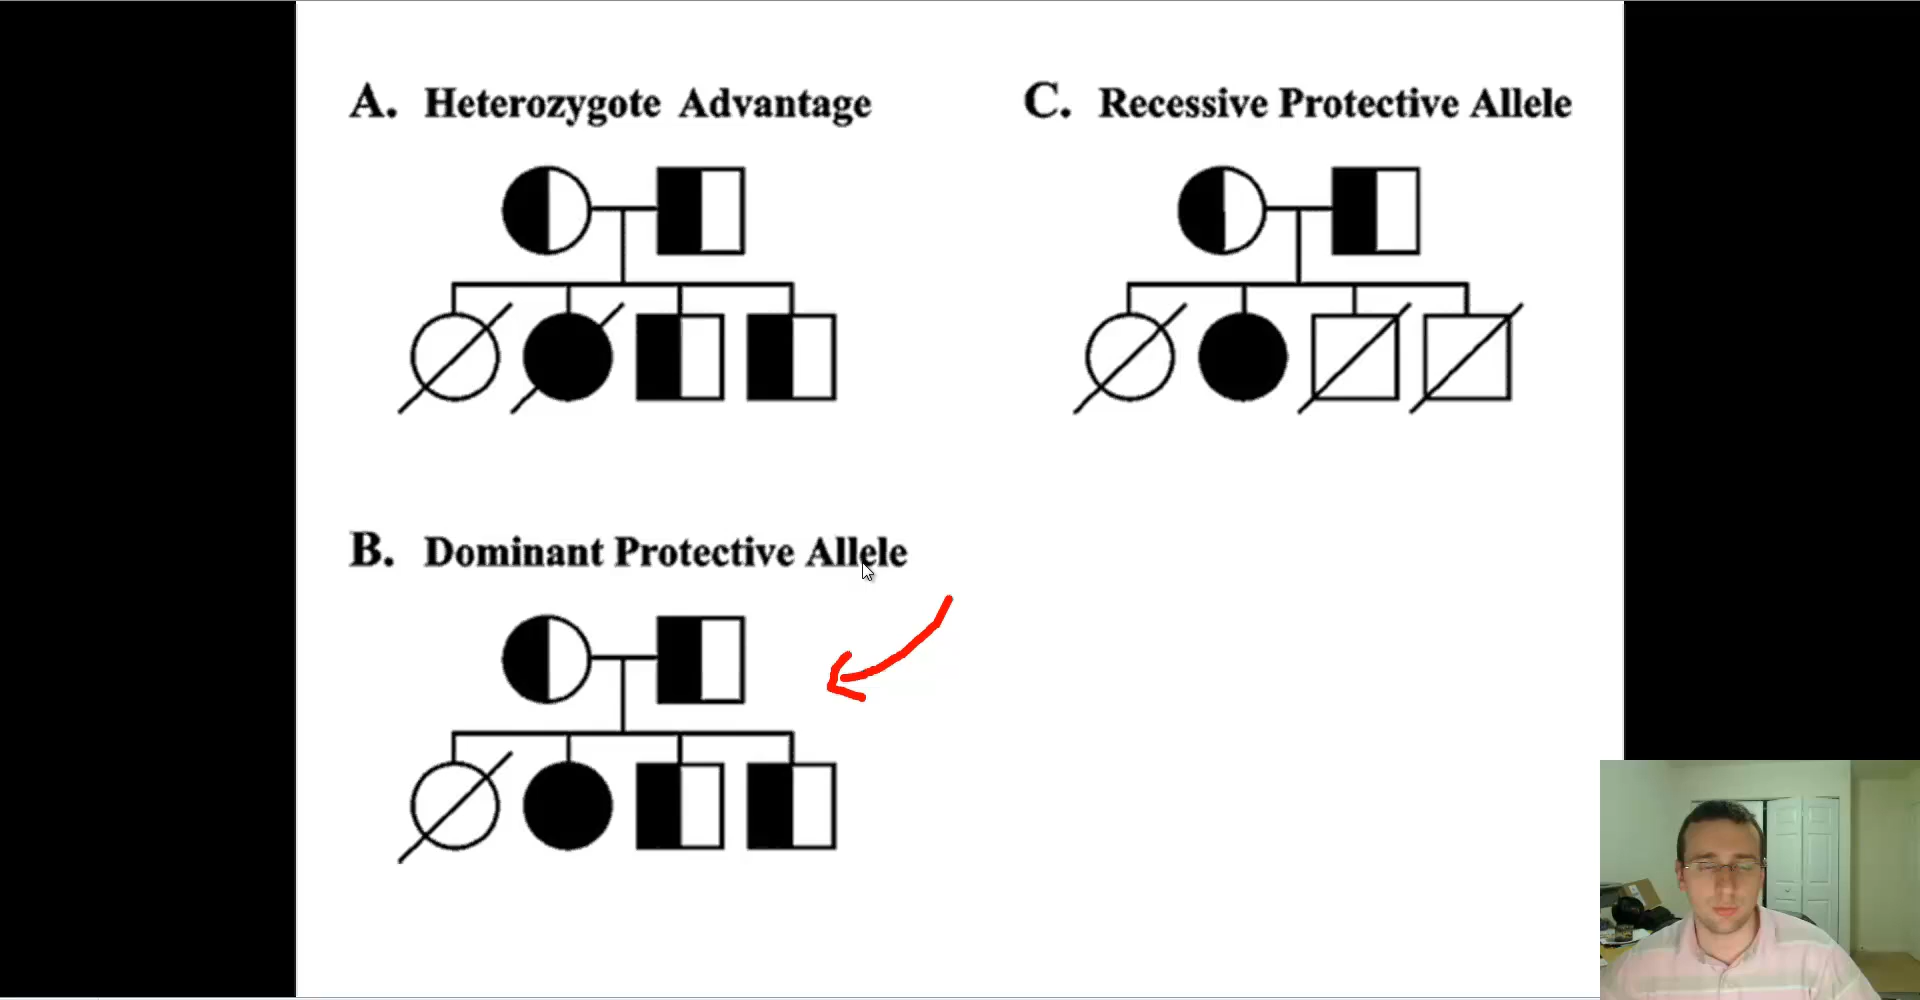 A. Heterozygote Advantage
C. Recessive Protective Allele
B. Dominant Protective Allele